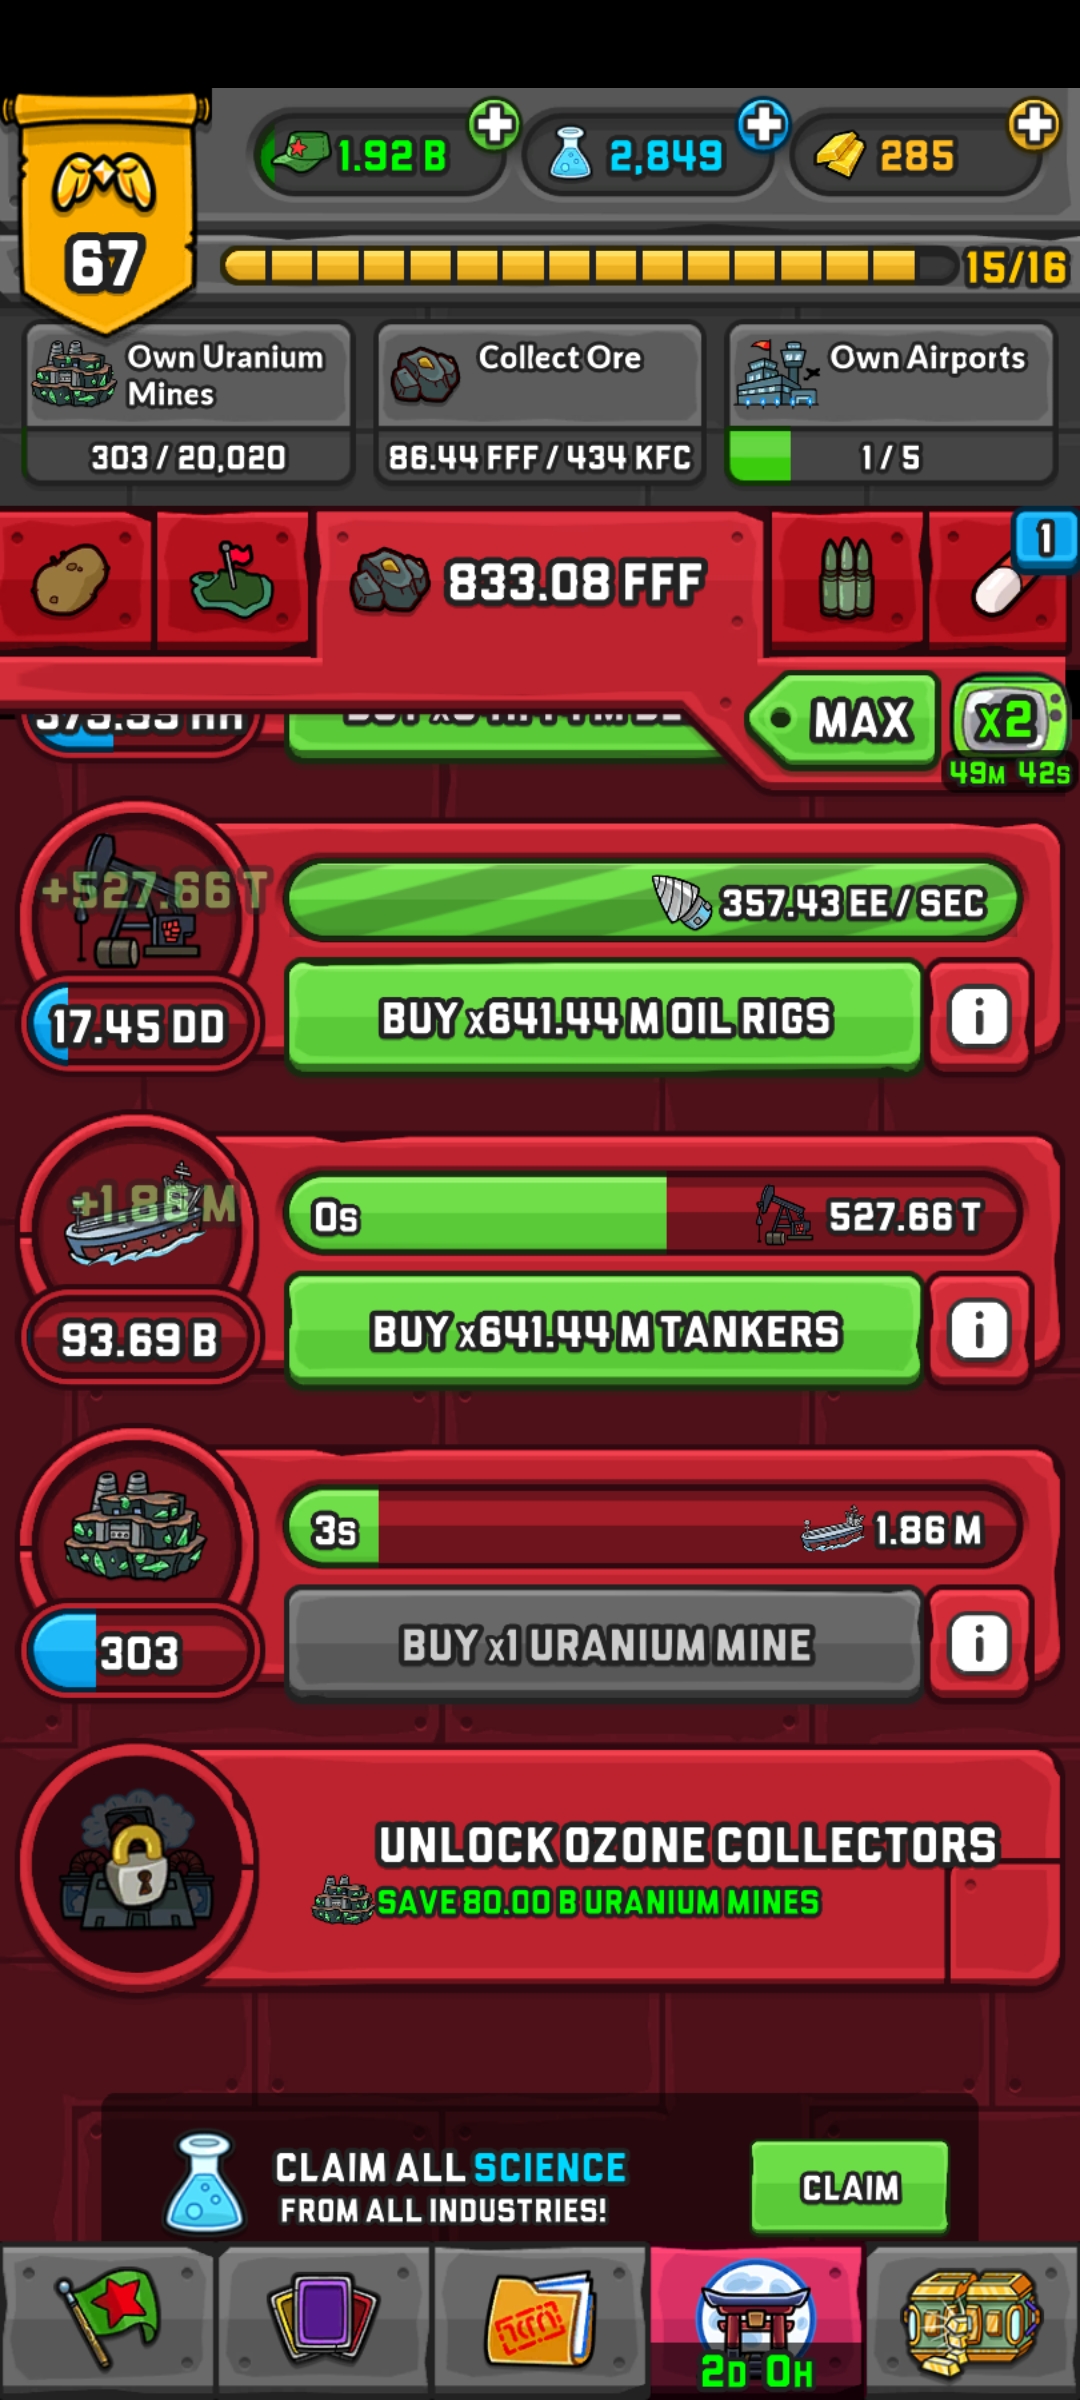 1.92 B
2,849
285
67
15/16
Own Uranium
Mines
Collect Ore
Own Airports
303 / 20,020
86.44 FFF / 434 KFC
1 / 5
833.08 FFF
1
MAX
x2
49M 42S
+527.66 T
357.43 EE / SEC
17.45 DD
BUY x641.44 M OIL RIGS
i
+1.86 M
0s
527.66 T
93.69 B
BUY x641.44 M TANKERS
i
3s
1.86 M
303
BUY x1 URANIUM MINE
i
UNLOCK OZONE COLLECTORS
SAVE 80.00 B URANIUM MINES
CLAIM ALL SCIENCE
FROM ALL INDUSTRIES!
CLAIM
2D 0H